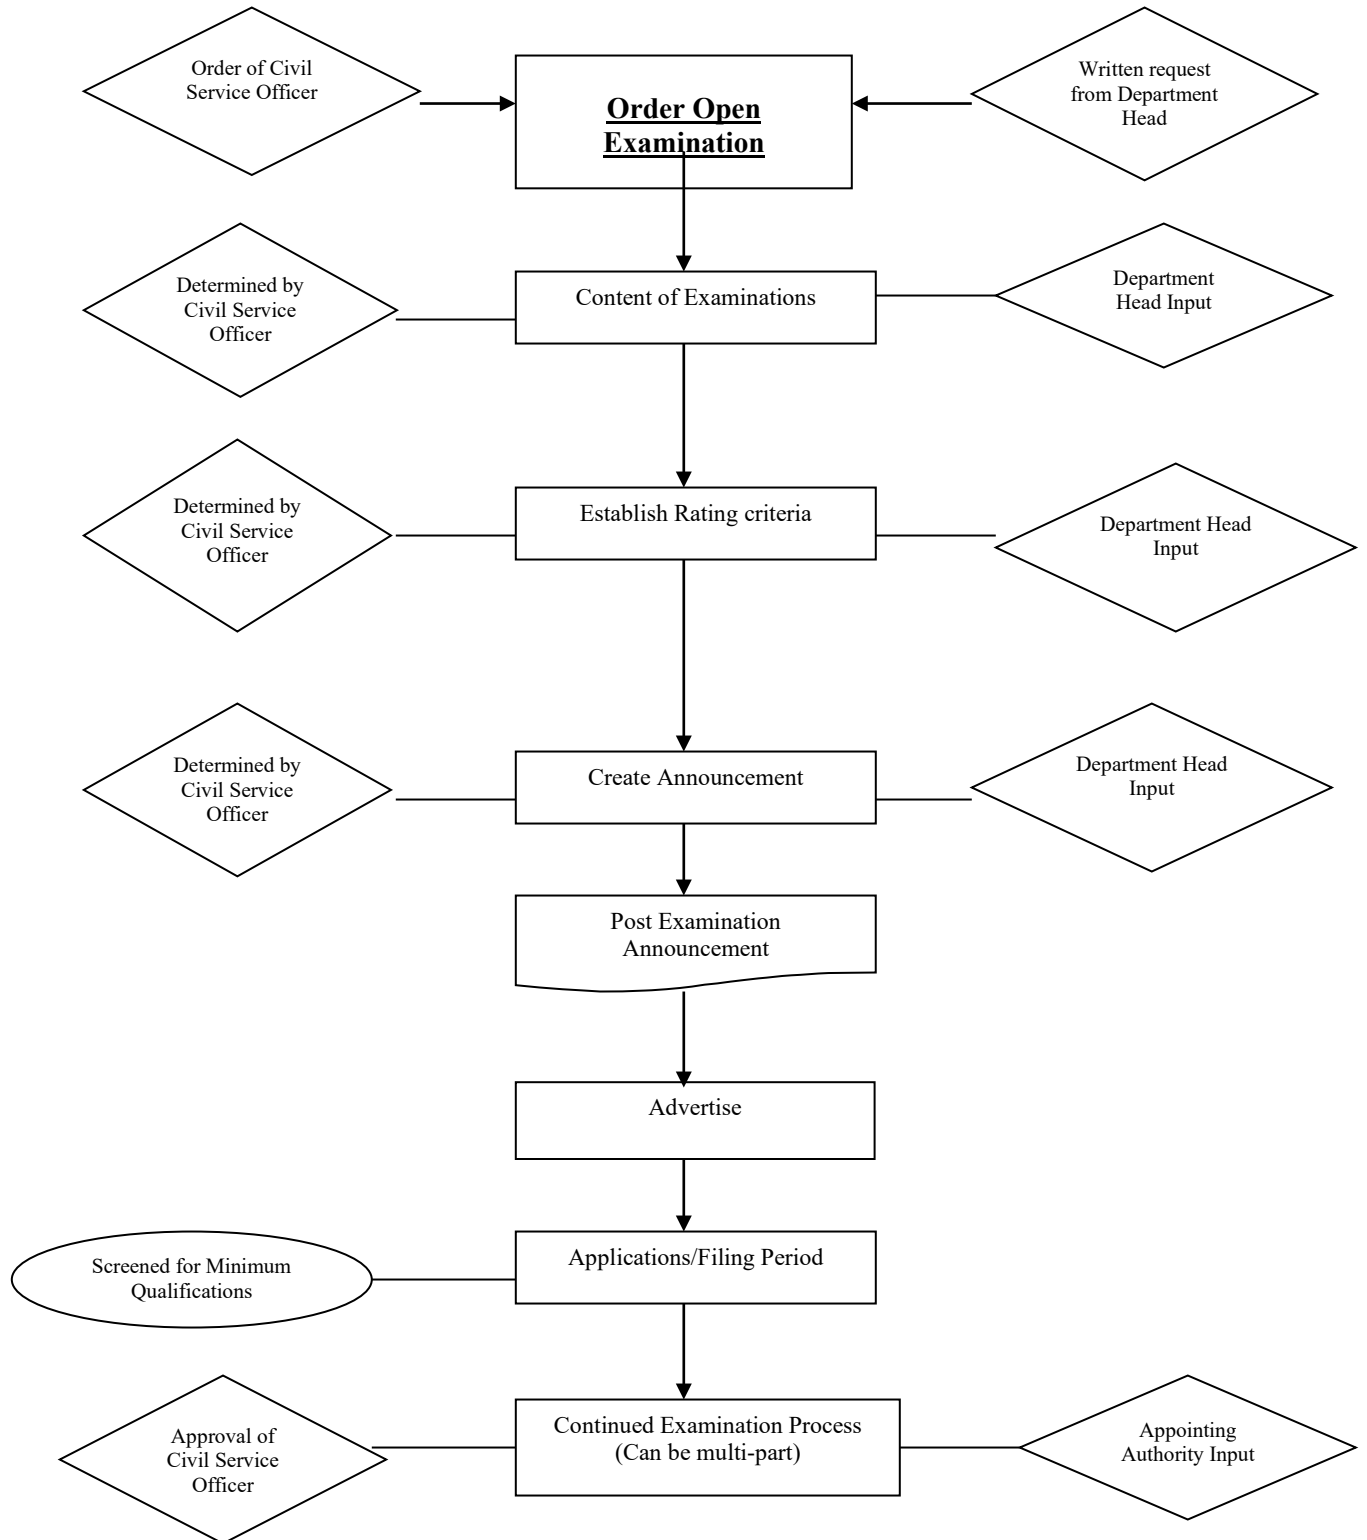 Order of Civil
Service Officer
Order Open
Examination
Written request
from Department
Head
Determined by
Civil Service
Officer
Content of Examinations
Department
Head Input
Determined by
Civil Service
Officer
Establish Rating criteria
Department Head
Input
Determined by
Civil Service
Officer
Create Announcement
Department Head
Input
Post Examination
Announcement
Advertise
Screened for Minimum
Qualifications
Applications/Filing Period
Approval of
Civil Service
Officer
Continued Examination Process
(Can be multi-part)
Appointing
Authority Input